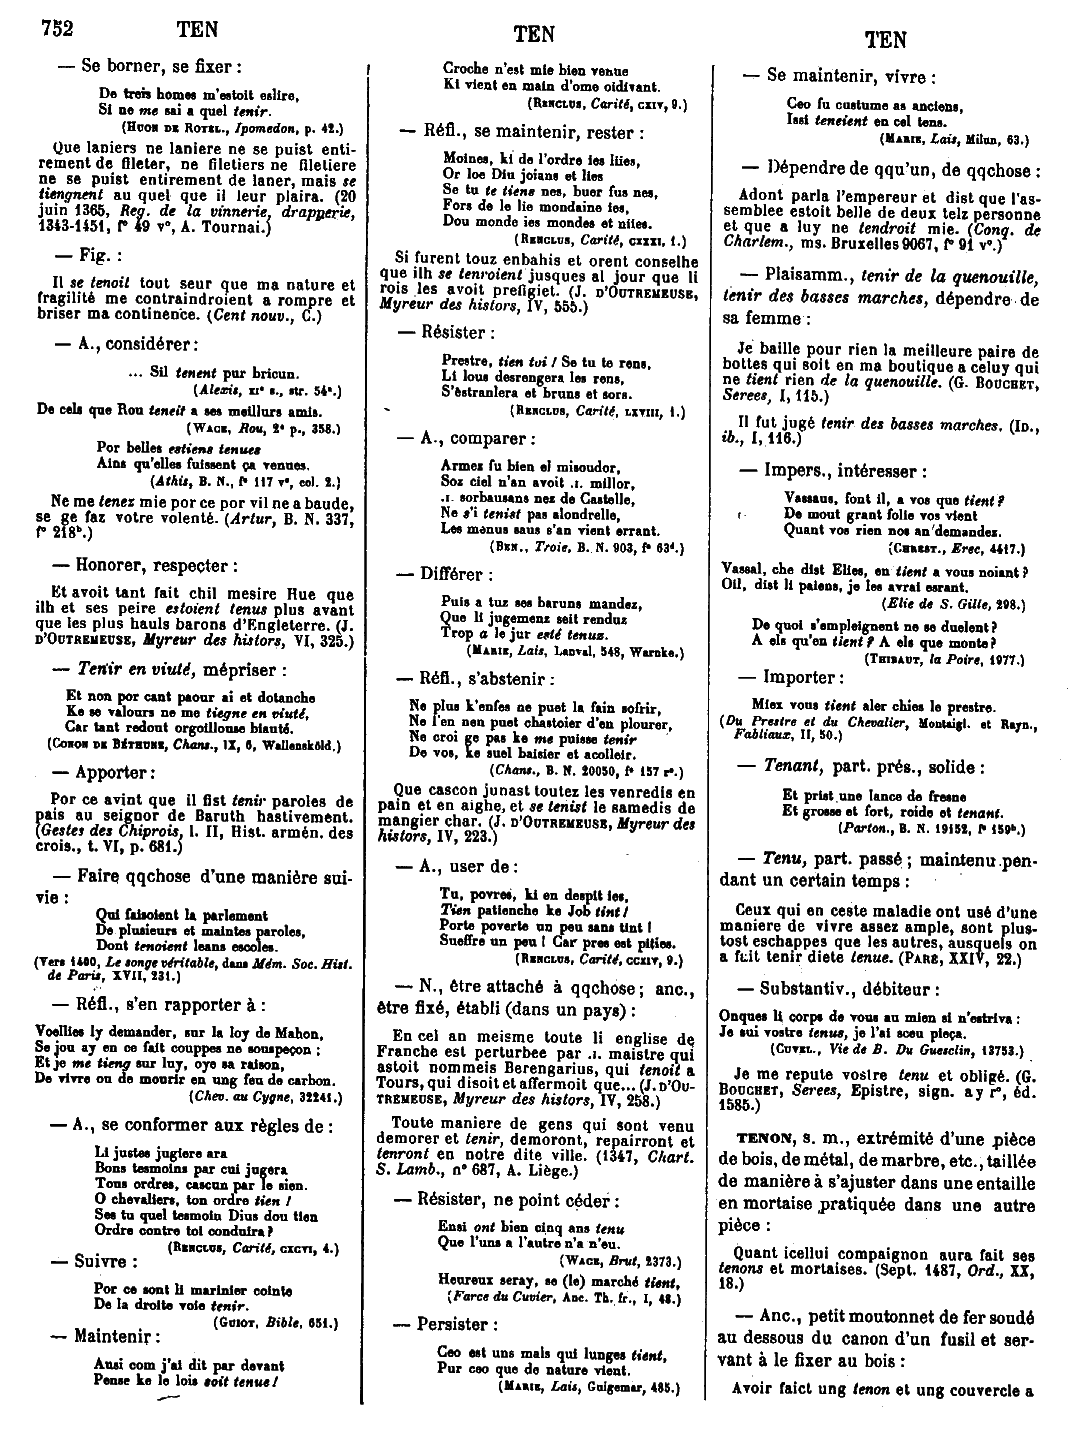 752 TEN
— Se borner, se fixer :
De treis homes m'estoit eslire,
Si ne me sai a quel tenir.
(HUON DE ROTEL., Ipomedon, p. 42.)
Que laniers ne laniere ne se puist enti-
rement de fileter, ne filetiers ne filetiere
ne se puist entirement de laner, mais se
tiengnent au quel que il leur plaira. (20
juin 1365, Reg. de la vinnerie, drapperie,
1343-1451, f° 49 v°, A. Tournai.)
— Fig. :
Il se tenoit tout seur que ma nature et
fragilité me contraindroient a rompre et
briser ma continence. (Cent nouv., C.)
— A., considérer :
... Sil tenent pur bricun.
(Alexis, XI° s., str. 54°.)
De cels que Rou teneit a ses meillurs amis.
(WACE, Rou, 2° p., 358.)
Por belles estiens tenues
Ains qu'elles fuissent ça venues.
(Athis, B. N., f° 117 v°, col. 2.)
Ne me tenez mie por ce por vil ne a baude,
se ge faz votre volenté. (Artur, B. N. 337,
f° 218ᵇ.)
— Honorer, respecter :
Et avoit tant fait chil mesire Hue que
ilh et ses peire estoient tenus plus avant
que les plus hauls barons d'Engleterre. (J.
D'OUTREMEUSE, Myreur des histors, VI, 325.)
— Tenir en viuté, mépriser :
Et non por cant paour ai et dotanche
Ke se valours ne me tiegne en viuté,
Car tant redout orgoillouse biauté.
(CONON DE BÉTHUNE, Chans., IX, 6, Wallensköld.)
— Apporter :
Por ce avint que il fist tenir paroles de
pais au seignor de Baruth hastivement.
(Gestes des Chiprois, l. II, Hist. armén. des
crois., t. VI, p. 681.)
— Faire qqchose d'une manière sui-
vie :
Qui faisoient la parlement
De plusieurs et maintes paroles,
Dont tenoient leans escoles.
(Vers 1480, Le songe véritable, dans Mém. Soc. Hist.
de Paris, XVII, 231.)
— Réfl., s'en rapporter à :
Voellies ly demander, sur la loy de Mahon,
Se jou ay en ce fait couppes ne souspeçon ;
Et je me tieng sur luy, oye sa raison,
De vivre ou de mourir en ung feu de carbon.
(Chev. au Cygne, 32241.)
— A., se conformer aux règles de :
Li justes jugiere ara
Bons tesmoins par cui jugera
Tous ordres, cascun par le sien.
O chevaliers, ton ordre tien !
Ses tu quel tesmoin Dius dou tien
Ordre contre toi conduira ?
(RENCLUS, Carité, CXCVI, 4.)
— Suivre :
Por ce sont li marinier cointe
De la droite voie tenir.
(GUIOT, Bible, 651.)
— Maintenir :
Ausi com j'ai dit par devant
Pense ke le lois soit tenue !
TEN
Croche n'est mie bien venue
Ki vient en main d'ome oidivant.
(RENCLUS, Carité, CXIV, 9.)
— Réfl., se maintenir, rester :
Moines, ki de l'ordre ies liies,
Or loe Diu joians et lies
Se tu te tiene nes, buer fus nes,
Fors de le lie mondaine ies,
Dou monde ies mondes et niies.
(RENCLUS, Carité, CXXXI, 1.)
Si furent touz enbahis et orent conselhe
que ilh se tenroient jusques al jour que li
rois les avoit prefigiet. (J. D'OUTREMEUSE,
Myreur des histors, IV, 555.)
— Résister :
Prestre, tien toi ! Se tu te rens,
Li lous desrengera les rens,
S'estranlera et bruns et sors.
(RENCLUS, Carité, LXVIII, 1.)
— A., comparer :
Armez fu bien el misoudor,
Soz ciel n'an avoit .I. millor,
.I. sorbausans nez de Castelle,
Ne s'i tenist pas alondrelle,
Les menus saus s'an vient errant.
(BEN., Troie, B. N. 903, f° 63ᵈ.)
— Différer :
Puis a tuz ses baruns mandez,
Que li jugemenz seit renduz
Trop a le jur esté tenuz.
(MARIE, Lais, Lanval, 548, Warnke.)
— Réfl., s'abstenir :
Ne plus k'enfes ne puet la fain sofrir,
Ne l'en nen puet chastoier d'en plourer,
Ne croi ge pas ke me puisse tenir
De vos, ke suel baisier et acolleir.
(Chans., B. N. 20050, f° 157 r°.)
Que cascon junast toutez les venredis en
pain et en aighe, et se tenist le samedis de
mangier char. (J. D'OUTREMEUSE, Myreur des
histors, IV, 223.)
— A., user de :
Tu, povres, ki en despit ies,
Tien patienche ke Job tint !
Porte poverte un peu sans tint !
Sueffre un peu ! Car pres est pities.
(RENCLUS, Carité, CCXIV, 9.)
— N., être attaché à qqchose ; anc.,
être fixé, établi (dans un pays) :
En cel an meisme toute li englise de
Franche est perturbee par .I. maistre qui
astoit nommeis Berengarius, qui tenoit a
Tours, qui disoit et affermoit que... (J. D'OU-
TREMEUSE, Myreur des histors, IV, 258.)
Toute maniere de gens qui sont venu
demorer et tenir, demoront, repairront et
tenront en notre dite ville. (1347, Chart.
S. Lamb., n° 687, A. Liège.)
— Résister, ne point céder :
Ensi ont bien cinq ans tenu
Que l'uns a l'autre n'a n'eu.
(WACE, Brut, 2373.)
Heureux seray, se (le) marché tient,
(Farce du Cuvier, Anc. Th. fr., I, 48.)
— Persister :
Ceo est uns mals qui lunges tient,
Pur ceo que de nature vient.
(MARIE, Lais, Guigemar, 485.)
TEN
— Se maintenir, vivre :
Ceo fu custume as anciens,
Issi teneient en cel tens.
(MARIE, Lais, Milun, 63.)
— Dépendre de qqu'un, de qqchose :
Adont parla l'empereur et dist que l'as-
semblee estoit belle de deux telz personne
et que a luy ne tendroit mie. (Conq. de
Charlem., ms. Bruxelles 9067, f° 91 v°.)
— Plaisamm., tenir de la quenouille,
tenir des basses marches, dépendre de
sa femme :
Je baille pour rien la meilleure paire de
bottes qui soit en ma boutique a celuy qui
ne tient rien de la quenouille. (G. BOUCHET,
Serees, I, 115.)
Il fut jugé tenir des basses marches. (ID.,
ib., I, 116.)
— Impers., intéresser :
Vassaus, font il, a vos que tient ?
De mout grant folie vos vient
Quant vos rien nos an demandez.
(CHREST., Erec, 4417.)
Vassal, che dist Elies, en tient a vous noiant ?
Oil, dist li paiens, je les avrai esrant.
(Elie de S. Gille, 298.)
De quoi s'empleignent ne se duelent ?
A els qu'en tient ? A els que monte ?
(THIBAUT, la Poire, 1977.)
— Importer :
Miex vous tient aler chies le prestre.
(Du Prestre et du Chevalier, Montaigl. et Rayn.,
Fabliaux, II, 50.)
— Tenant, part. prés., solide :
Et prist une lance de fresne
Et grosse et fort, roide et tenant.
(Parton., B. N. 19152, f° 159ᵇ.)
— Tenu, part. passé ; maintenu pen-
dant un certain temps :
Ceux qui en ceste maladie ont usé d'une
maniere de vivre assez ample, sont plus-
tost eschappes que les autres, ausquels on
a fait tenir diete tenue. (PARE, XXIV, 22.)
— Substantiv., débiteur :
Onques li corps de vous au mien si n'estriva :
Je sui vostre tenus, je l'ai sceu pieça.
(CUVEL., Vie de B. Du Guesclin, 13753.)
Je me repute vostre tenu et obligé. (G.
BOUCHET, Serees, Epistre, sign. ay r°, éd.
1585.)
TENON, s. m., extrémité d'une pièce
de bois, de métal, de marbre, etc., taillée
de manière à s'ajuster dans une entaille
en mortaise pratiquée dans une autre
pièce :
Quant icellui compaignon aura fait ses
tenons et mortaises. (Sept. 1487, Ord., XX,
18.)
— Anc., petit moutonnet de fer soudé
au dessous du canon d'un fusil et ser-
vant à le fixer au bois :
Avoir faict ung tenon et ung couvercle a